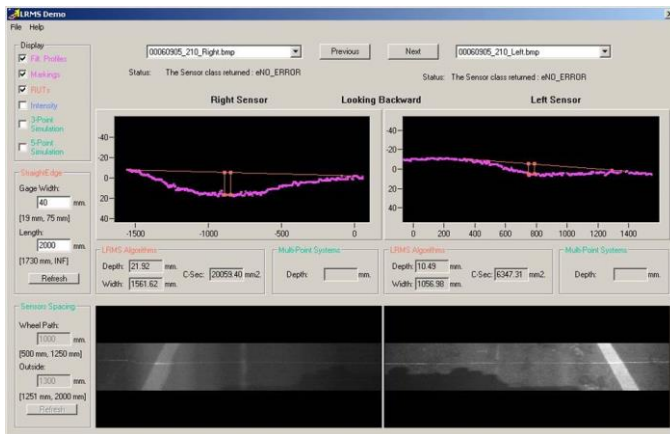 LRMS Demo
File Help
Display
Filt. Profiles
Markings
RUTs
Intensity
3-Point Simulation
5-Point Simulation
00060905_210_Right.bmp
Previous
Next
00060905_210_Left.bmp
Status: The Sensor class returned : eNO_ERROR
Status: The Sensor class returned : eNO_ERROR
Right Sensor
Looking Backward
Left Sensor
-40
-20
0
20
40
-1500 -1000 -500 0
-40
-20
0
20
40
0 200 400 600 800 1000 1200 1400
StraightEdge
Gage Width:
40 mm.
[19 mm, 75 mm]
Length:
2000 mm.
[1730 mm, INF]
Refresh
LRMS Algorithms
Depth: 21.92 mm.
Width: 1561.62 mm.
C-Sec: 20059.40 mm2.
Multi-Point Systems
Depth: mm.
LRMS Algorithms
Depth: 10.49 mm.
Width: 1056.98 mm.
C-Sec: 6347.31 mm2.
Multi-Point Systems
Depth: mm.
Sensors Spacing
Wheel Path:
1000 mm.
[500 mm, 1250 mm]
Outside:
1300 mm.
[1251 mm, 2000 mm]
Refresh